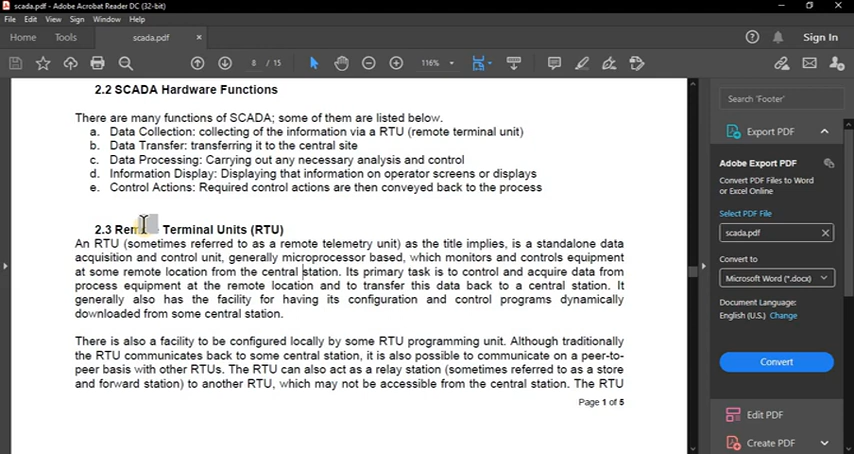 scada.pdf - Adobe Acrobat Reader DC (32-bit)
File Edit View Sign Window Help
Home Tools scada.pdf × Sign In
8 / 15 116%
2.2 SCADA Hardware Functions
There are many functions of SCADA; some of them are listed below.
a. Data Collection: collecting of the information via a RTU (remote terminal unit)
b. Data Transfer: transferring it to the central site
c. Data Processing: Carrying out any necessary analysis and control
d. Information Display: Displaying that information on operator screens or displays
e. Control Actions: Required control actions are then conveyed back to the process
2.3 Rem Terminal Units (RTU)
An RTU (sometimes referred to as a remote telemetry unit) as the title implies, is a standalone data
acquisition and control unit, generally microprocessor based, which monitors and controls equipment
at some remote location from the central station. Its primary task is to control and acquire data from
process equipment at the remote location and to transfer this data back to a central station. It
generally also has the facility for having its configuration and control programs dynamically
downloaded from some central station.
There is also a facility to be configured locally by some RTU programming unit. Although traditionally
the RTU communicates back to some central station, it is also possible to communicate on a peer-to-
peer basis with other RTUs. The RTU can also act as a relay station (sometimes referred to as a store
and forward station) to another RTU, which may not be accessible from the central station. The RTU
Page 1 of 5
Search 'Footer'
Export PDF
Adobe Export PDF
Convert PDF Files to Word
or Excel Online
Select PDF File
scada.pdf ×
Convert to
Microsoft Word (*.docx)
Document Language:
English (U.S.) Change
Convert
Edit PDF
Create PDF